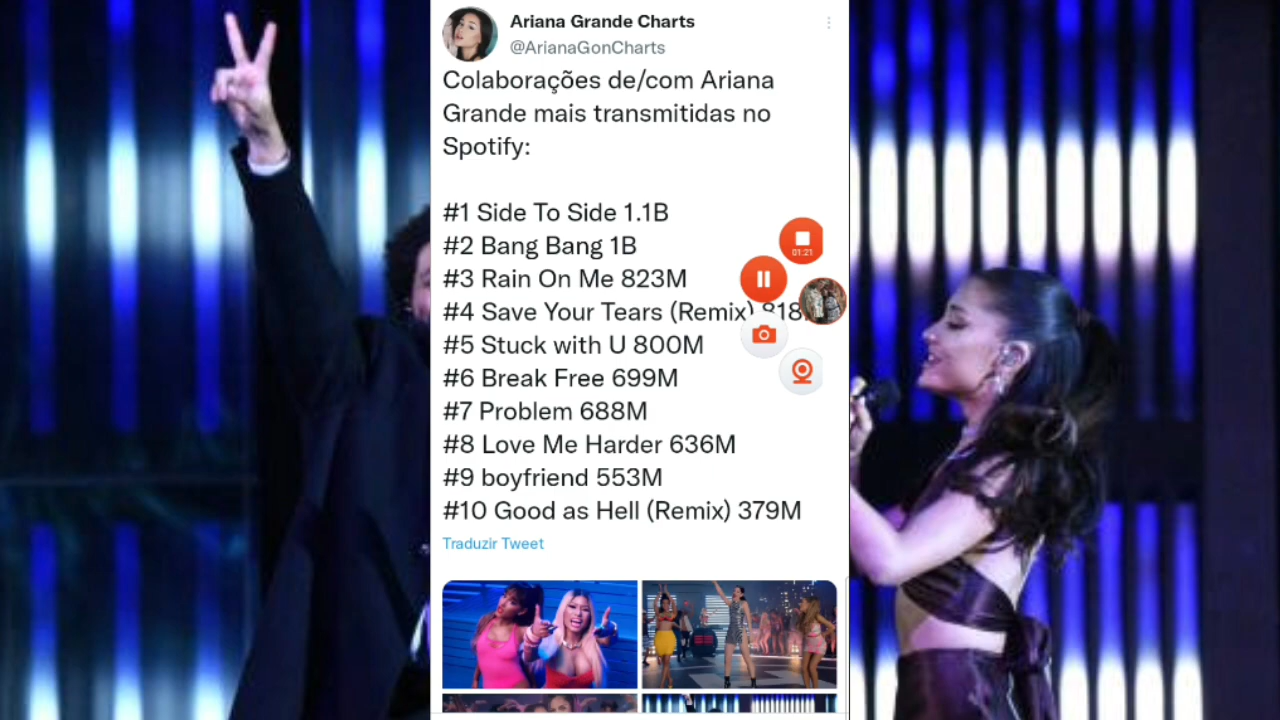 Ariana Grande Charts
@ArianaGonCharts
Colaborações de/com Ariana
Grande mais transmitidas no
Spotify:
#1 Side To Side 1.1B
#2 Bang Bang 1B
#3 Rain On Me 823M
#4 Save Your Tears (Remix) 818
#5 Stuck with U 800M
#6 Break Free 699M
#7 Problem 688M
#8 Love Me Harder 636M
#9 boyfriend 553M
#10 Good as Hell (Remix) 379M
Traduzir Tweet
01:21